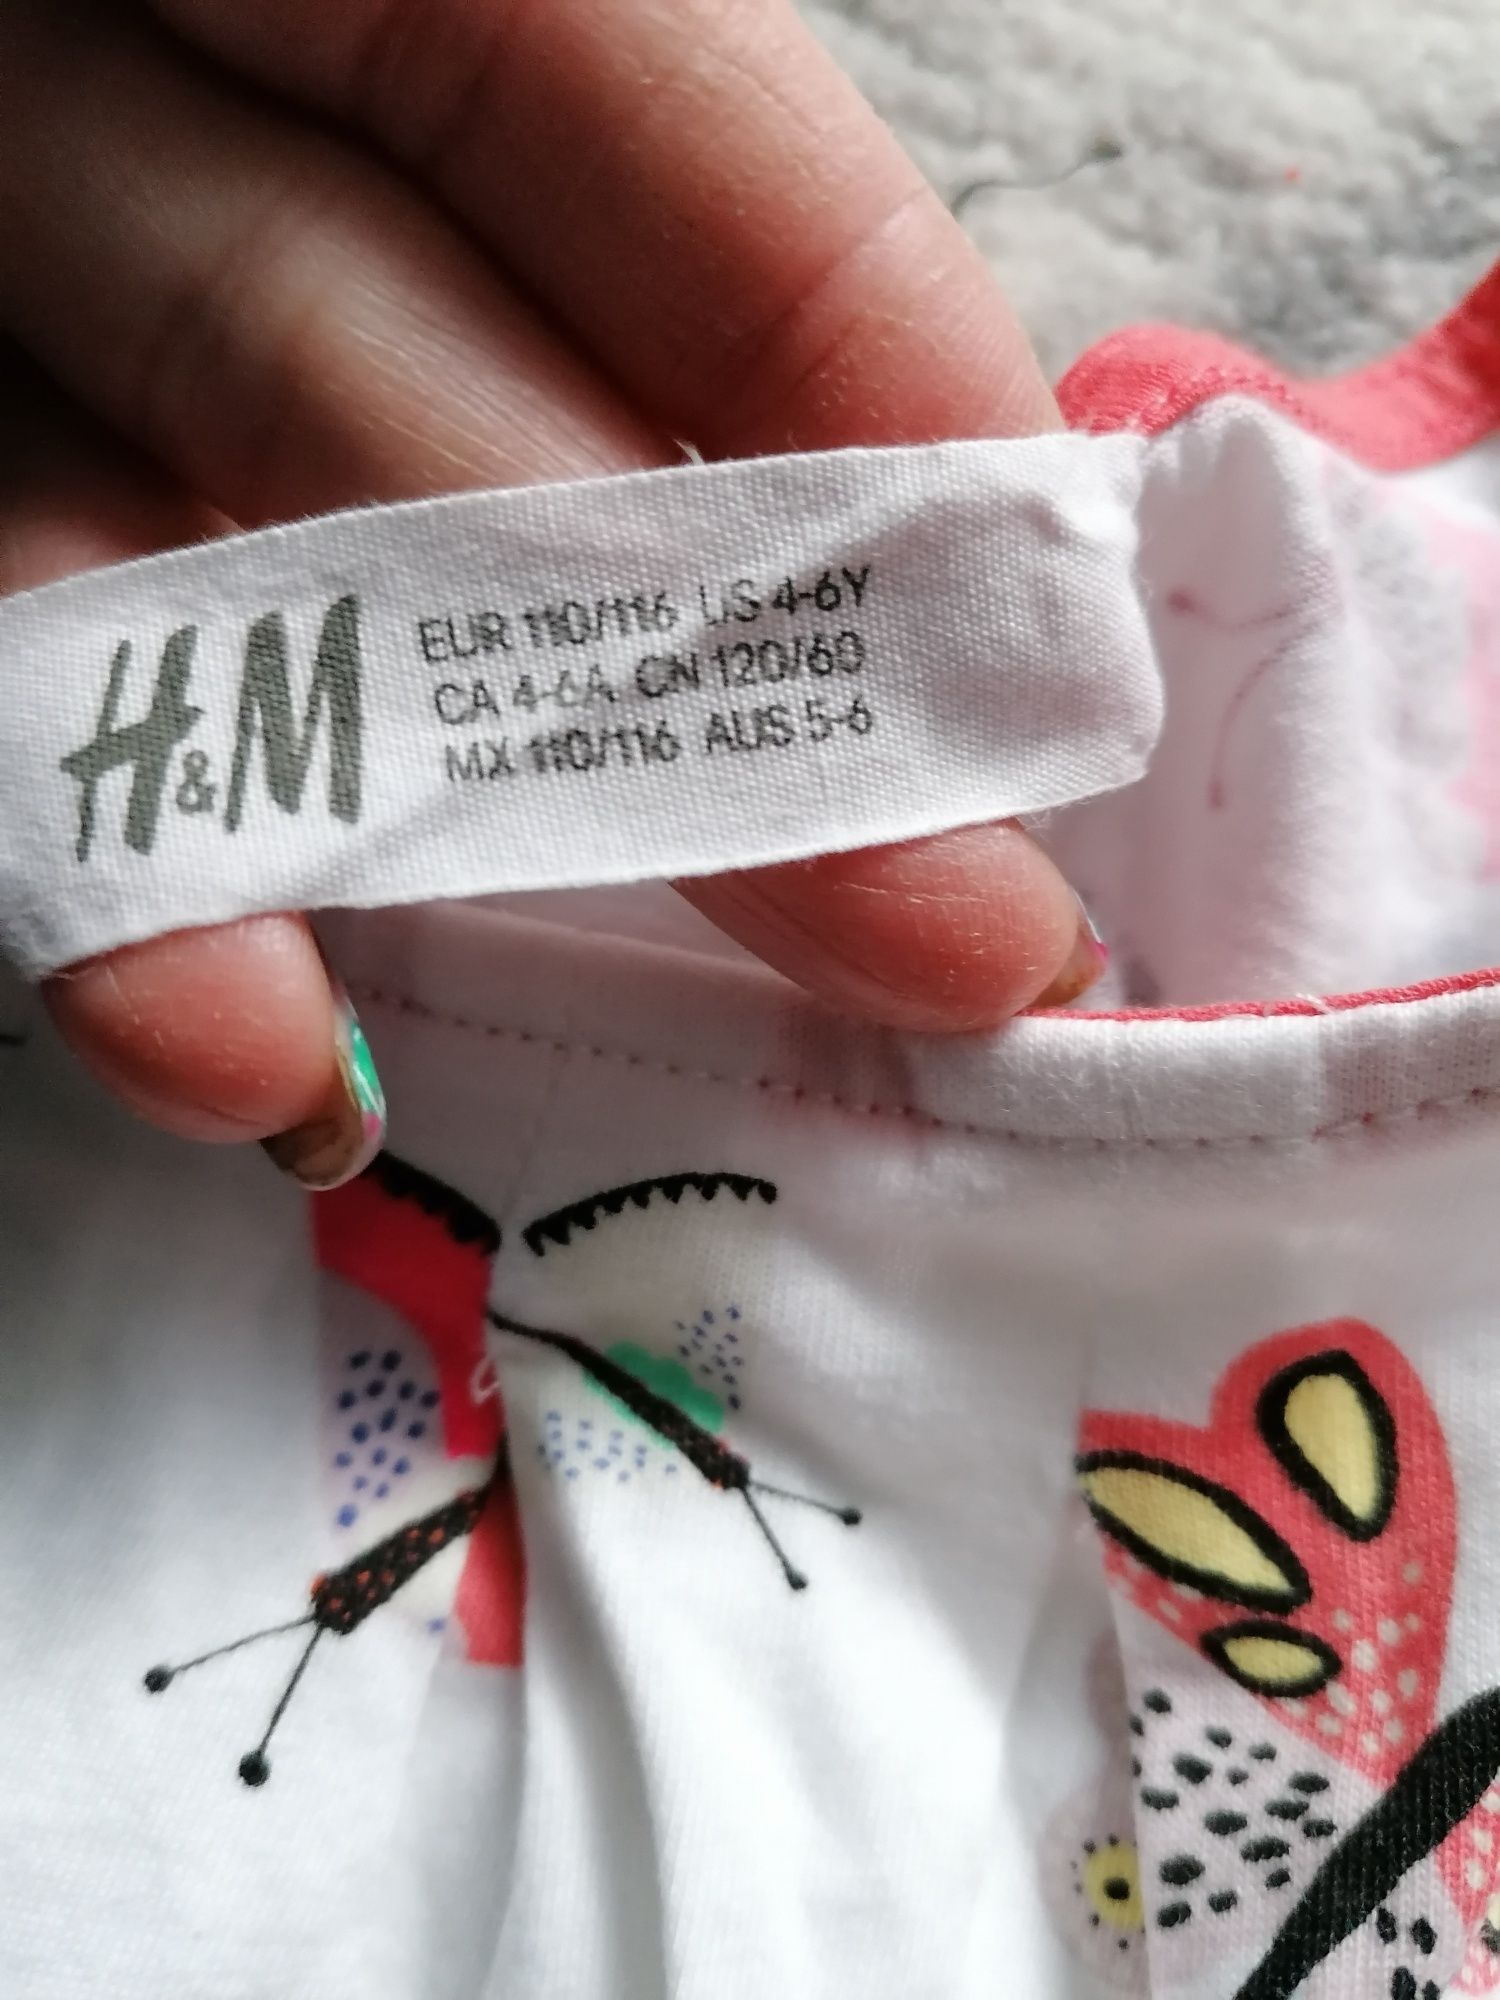 H&M
EUR 110/116 US 4-6Y
CA 4-6A CN 120/60
MX 110/116 AUS 5-6